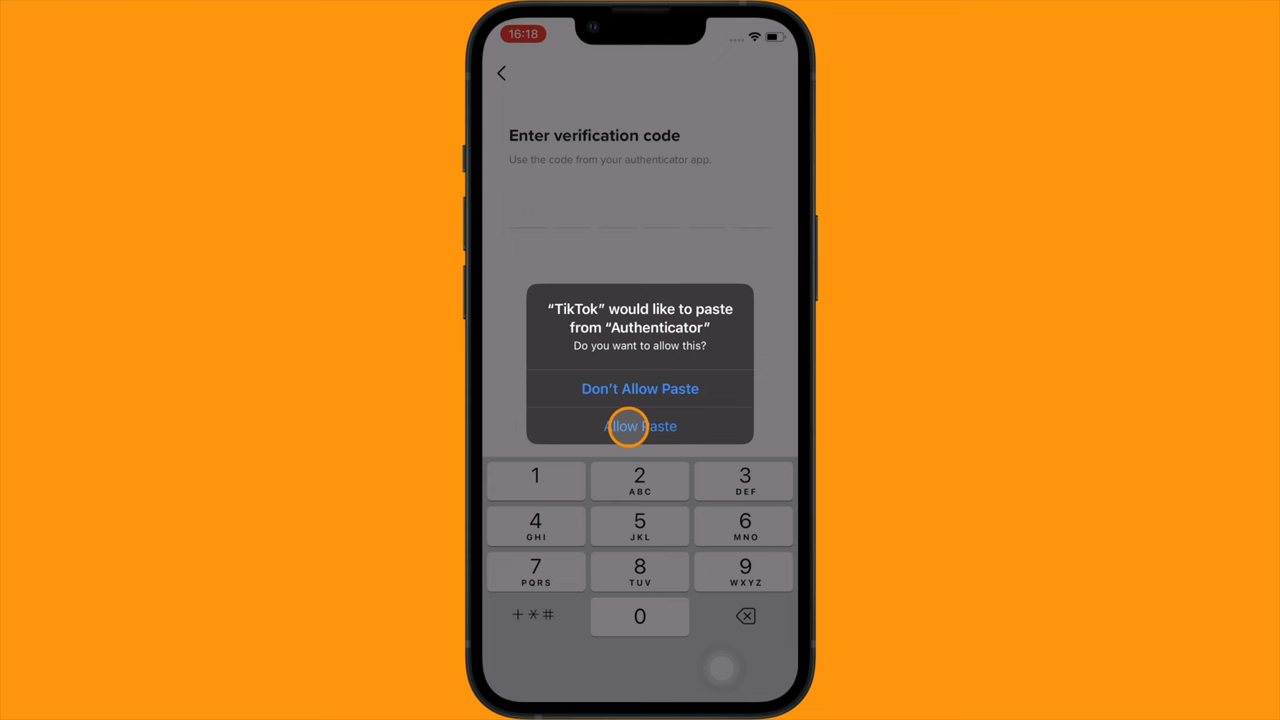 16:18
Enter verification code
Use the code from your authenticator app.
“TikTok” would like to paste
from “Authenticator”
Do you want to allow this?
Don’t Allow Paste
Allow Paste
1 2 3
ABC DEF
4 5 6
GHI JKL MNO
7 8 9
PQRS TUV WXYZ
+*# 0